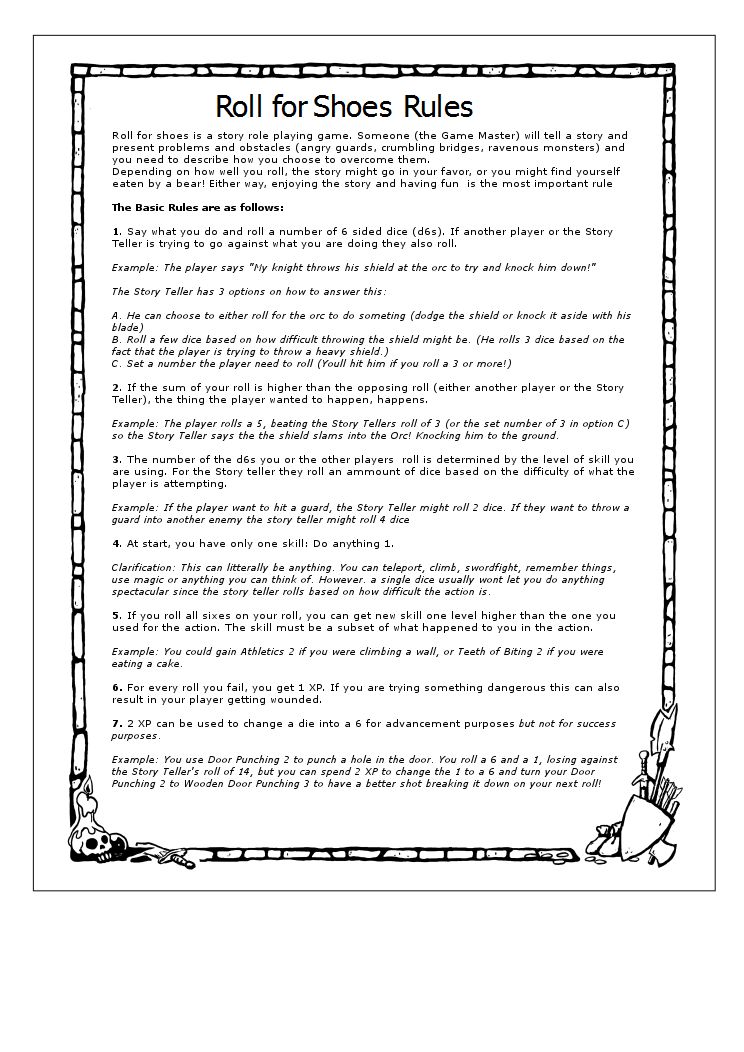 Roll for Shoes Rules
Roll for shoes is a story role playing game. Someone (the Game Master) will tell a story and
present problems and obstacles (angry guards, crumbling bridges, ravenous monsters) and
you need to describe how you choose to overcome them.
Depending on how well you roll, the story might go in your favor, or you might find yourself
eaten by a bear! Either way, enjoying the story and having fun  is the most important rule
The Basic Rules are as follows:
1. Say what you do and roll a number of 6 sided dice (d6s). If another player or the Story
Teller is trying to go against what you are doing they also roll.
Example: The player says "My knight throws his shield at the orc to try and knock him down!"
The Story Teller has 3 options on how to answer this:
A. He can choose to either roll for the orc to do someting (dodge the shield or knock it aside with his
blade)
B. Roll a few dice based on how difficult throwing the shield might be. (He rolls 3 dice based on the
fact that the player is trying to throw a heavy shield.)
C. Set a number the player need to roll (Youll hit him if you roll a 3 or more!)
2. If the sum of your roll is higher than the opposing roll (either another player or the Story
Teller), the thing the player wanted to happen, happens.
Example: The player rolls a 5, beating the Story Tellers roll of 3 (or the set number of 3 in option C)
so the Story Teller says the the shield slams into the Orc! Knocking him to the ground.
3. The number of the d6s you or the other players  roll is determined by the level of skill you
are using. For the Story teller they roll an ammount of dice based on the difficulty of what the
player is attempting.
Example: If the player want to hit a guard, the Story Teller might roll 2 dice. If they want to throw a
guard into another enemy the story teller might roll 4 dice
4. At start, you have only one skill: Do anything 1.
Clarification: This can litterally be anything. You can teleport, climb, swordfight, remember things,
use magic or anything you can think of. However. a single dice usually wont let you do anything
spectacular since the story teller rolls based on how difficult the action is.
5. If you roll all sixes on your roll, you can get new skill one level higher than the one you
used for the action. The skill must be a subset of what happened to you in the action.
Example: You could gain Athletics 2 if you were climbing a wall, or Teeth of Biting 2 if you were
eating a cake.
6. For every roll you fail, you get 1 XP. If you are trying something dangerous this can also
result in your player getting wounded.
7. 2 XP can be used to change a die into a 6 for advancement purposes but not for success
purposes.
Example: You use Door Punching 2 to punch a hole in the door. You roll a 6 and a 1, losing against
the Story Teller's roll of 14, but you can spend 2 XP to change the 1 to a 6 and turn your Door
Punching 2 to Wooden Door Punching 3 to have a better shot breaking it down on your next roll!